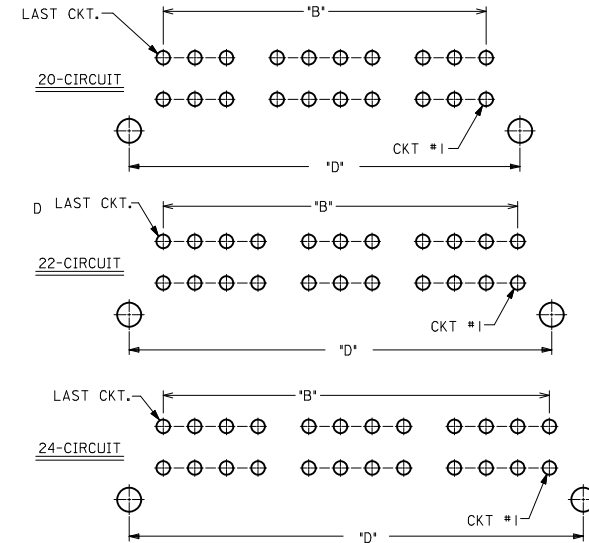 LAST CKT.
"B"
20-CIRCUIT
CKT #1
"D"
D
LAST CKT.
"B"
22-CIRCUIT
CKT #1
"D"
LAST CKT.
"B"
24-CIRCUIT
CKT #1
"D"